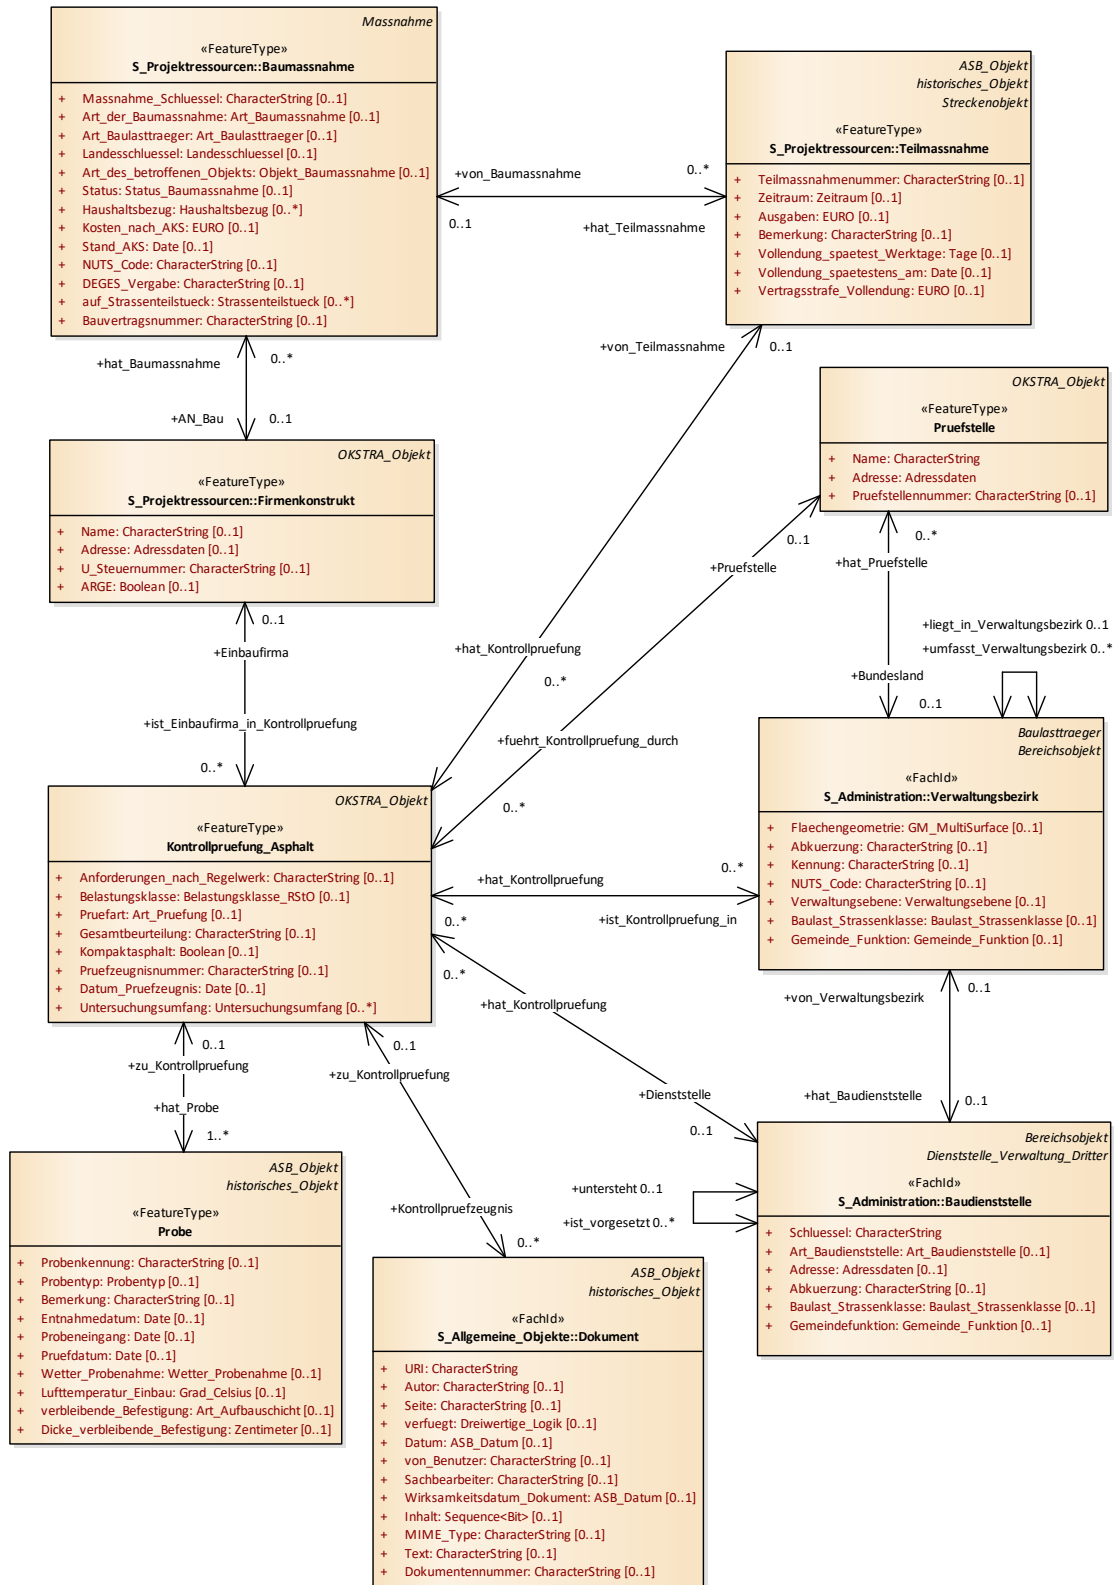 Massnahme
«FeatureType»
S_Projektressourcen::Baumassnahme
+ Massnahme_Schluessel: CharacterString [0..1]
+ Art_der_Baumassnahme: Art_Baumassnahme [0..1]
+ Art_Baulasttraeger: Art_Baulasttraeger [0..1]
+ Landesschluessel: Landesschluessel [0..1]
+ Art_des_betroffenen_Objekts: Objekt_Baumassnahme [0..1]
+ Status: Status_Baumassnahme [0..1]
+ Haushaltsbezug: Haushaltsbezug [0..*]
+ Kosten_nach_AKS: EURO [0..1]
+ Stand_AKS: Date [0..1]
+ NUTS_Code: CharacterString [0..1]
+ DEGES_Vergabe: CharacterString [0..1]
+ auf_Strassenteilstueck: Strassenteilstueck [0..*]
+ Bauvertragsnummer: CharacterString [0..1]
ASB_Objekt
historisches_Objekt
Streckenobjekt
«FeatureType»
S_Projektressourcen::Teilmassnahme
+ Teilmassnahmenummer: CharacterString [0..1]
+ Zeitraum: Zeitraum [0..1]
+ Ausgaben: EURO [0..1]
+ Bemerkung: CharacterString [0..1]
+ Vollendung_spaetest_Werktage: Tage [0..1]
+ Vollendung_spaetestens_am: Date [0..1]
+ Vertragsstrafe_Vollendung: EURO [0..1]
+von_Baumassnahme
0..*
0..1
+hat_Teilmassnahme
+hat_Baumassnahme
0..*
+AN_Bau
0..1
+von_Teilmassnahme
0..1
OKSTRA_Objekt
«FeatureType»
Pruefstelle
+ Name: CharacterString
+ Adresse: Adressdaten
+ Pruefstellennummer: CharacterString [0..1]
OKSTRA_Objekt
«FeatureType»
S_Projektressourcen::Firmenkonstrukt
+ Name: CharacterString [0..1]
+ Adresse: Adressdaten [0..1]
+ U_Steuernummer: CharacterString [0..1]
+ ARGE: Boolean [0..1]
0..1
+Pruefstelle
0..*
+hat_Pruefstelle
0..1
+Einbaufirma
+hat_Kontrollpruefung
0..*
+liegt_in_Verwaltungsbezirk 0..1
+umfasst_Verwaltungsbezirk 0..*
+Bundesland
0..1
+ist_Einbaufirma_in_Kontrollpruefung
0..*
+fuehrt_Kontrollpruefung_durch
0..*
Baulasttraeger
Bereichsobjekt
«FachId»
S_Administration::Verwaltungsbezirk
+ Flaechengeometrie: GM_MultiSurface [0..1]
+ Abkuerzung: CharacterString [0..1]
+ Kennung: CharacterString [0..1]
+ NUTS_Code: CharacterString [0..1]
+ Verwaltungsebene: Verwaltungsebene [0..1]
+ Baulast_Strassenklasse: Baulast_Strassenklasse [0..1]
+ Gemeinde_Funktion: Gemeinde_Funktion [0..1]
OKSTRA_Objekt
«FeatureType»
Kontrollpruefung_Asphalt
+ Anforderungen_nach_Regelwerk: CharacterString [0..1]
+ Belastungsklasse: Belastungsklasse_RStO [0..1]
+ Pruefart: Art_Pruefung [0..1]
+ Gesamtbeurteilung: CharacterString [0..1]
+ Kompaktasphalt: Boolean [0..1]
+ Pruefzeugnisnummer: CharacterString [0..1]
+ Datum_Pruefzeugnis: Date [0..1]
+ Untersuchungsumfang: Untersuchungsumfang [0..*]
+hat_Kontrollpruefung
0..*
0..*
+ist_Kontrollpruefung_in
0..*
+hat_Kontrollpruefung
+Dienststelle
0..1
+von_Verwaltungsbezirk
0..1
+hat_Baudienststelle
0..1
0..1
+zu_Kontrollpruefung
+hat_Probe
1..*
0..1
+zu_Kontrollpruefung
+Kontrollpruefzeugnis
0..*
+untersteht 0..1
+ist_vorgesetzt 0..*
Bereichsobjekt
Dienststelle_Verwaltung_Dritter
«FachId»
S_Administration::Baudienststelle
+ Schluessel: CharacterString
+ Art_Baudienststelle: Art_Baudienststelle [0..1]
+ Adresse: Adressdaten [0..1]
+ Abkuerzung: CharacterString [0..1]
+ Baulast_Strassenklasse: Baulast_Strassenklasse [0..1]
+ Gemeindefunktion: Gemeinde_Funktion [0..1]
ASB_Objekt
historisches_Objekt
«FeatureType»
Probe
+ Probenkennung: CharacterString [0..1]
+ Probentyp: Probentyp [0..1]
+ Bemerkung: CharacterString [0..1]
+ Entnahmedatum: Date [0..1]
+ Probeneingang: Date [0..1]
+ Pruefdatum: Date [0..1]
+ Wetter_Probenahme: Wetter_Probenahme [0..1]
+ Lufttemperatur_Einbau: Grad_Celsius [0..1]
+ verbleibende_Befestigung: Art_Aufbauschicht [0..1]
+ Dicke_verbleibende_Befestigung: Zentimeter [0..1]
ASB_Objekt
historisches_Objekt
«FachId»
S_Allgemeine_Objekte::Dokument
+ URI: CharacterString
+ Autor: CharacterString [0..1]
+ Seite: CharacterString [0..1]
+ verfuegt: Dreiwertige_Logik [0..1]
+ Datum: ASB_Datum [0..1]
+ von_Benutzer: CharacterString [0..1]
+ Sachbearbeiter: CharacterString [0..1]
+ Wirksamkeitsdatum_Dokument: ASB_Datum [0..1]
+ Inhalt: Sequence<Bit> [0..1]
+ MIME_Type: CharacterString [0..1]
+ Text: CharacterString [0..1]
+ Dokumentennummer: CharacterString [0..1]